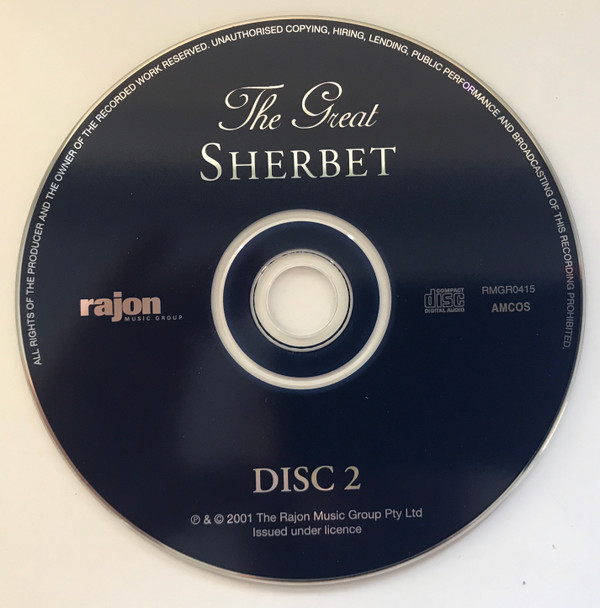 ALL RIGHTS OF THE PRODUCER AND THE OWNER OF THE RECORDED WORK RESERVED. UNAUTHORISED COPYING, HIRING, LENDING, PUBLIC PERFORMANCE AND BROADCASTING OF THIS RECORDING PROHIBITED.
The Great
SHERBET
rajon
MUSIC GROUP
COMPACT
disc
DIGITAL AUDIO
RMGR0415
AMCOS
DISC 2
℗ & © 2001 The Rajon Music Group Pty Ltd
Issued under licence